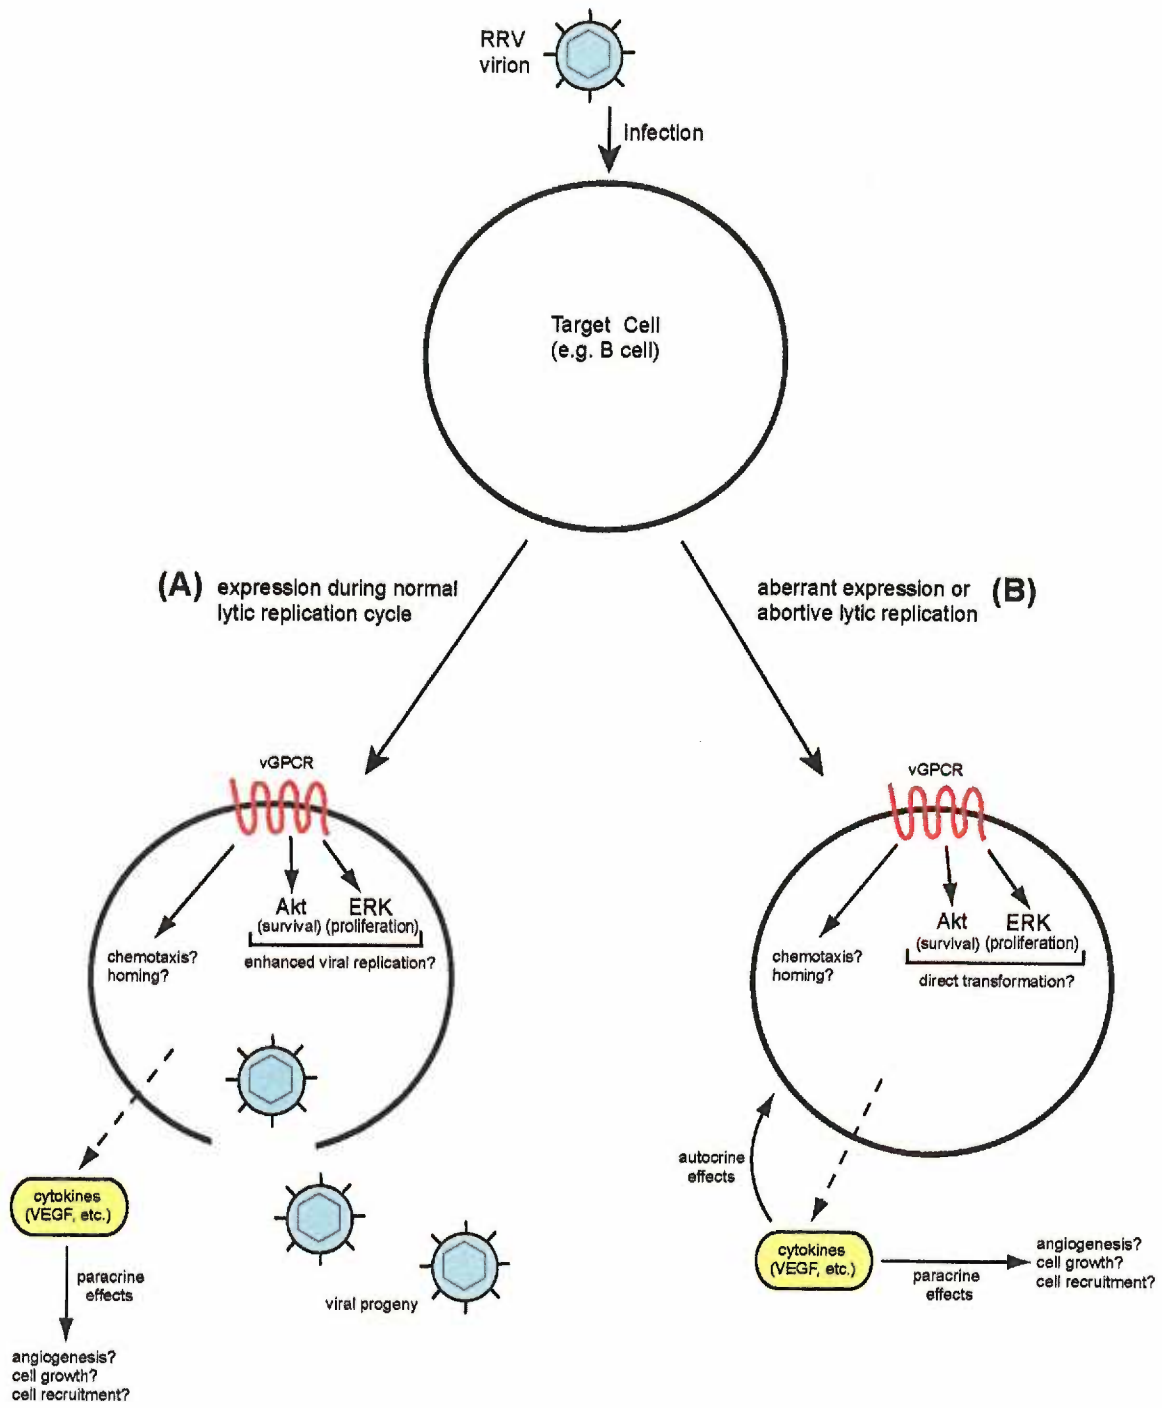 RRV
virion
infection
Target Cell
(e.g. B cell)
(A) expression during normal
lytic replication cycle
aberrant expression or (B)
abortive lytic replication
vGPCR
Akt ERK
(survival) (proliferation)
chemotaxis?
homing?
enhanced viral replication?
cytokines
(VEGF, etc.)
paracrine
effects
angiogenesis?
cell growth?
cell recruitment?
viral progeny
vGPCR
Akt ERK
(survival) (proliferation)
chemotaxis?
homing?
direct transformation?
autocrine
effects
cytokines
(VEGF, etc.)
paracrine
effects
angiogenesis?
cell growth?
cell recruitment?